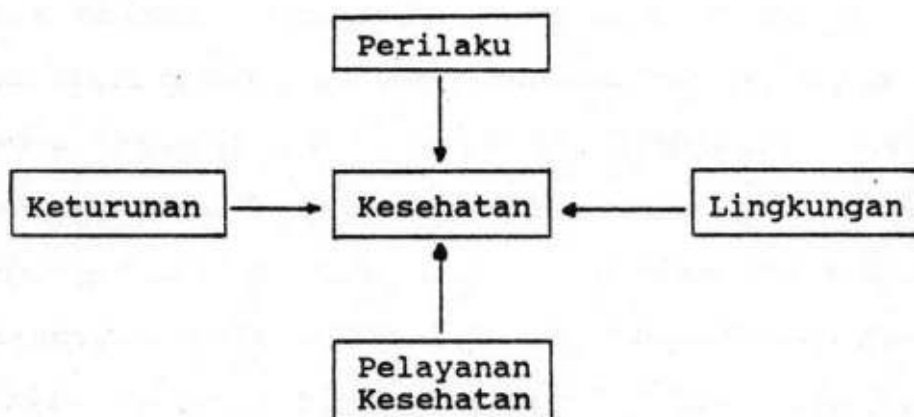 Perilaku
Keturunan
Kesehatan
Lingkungan
Pelayanan
Kesehatan